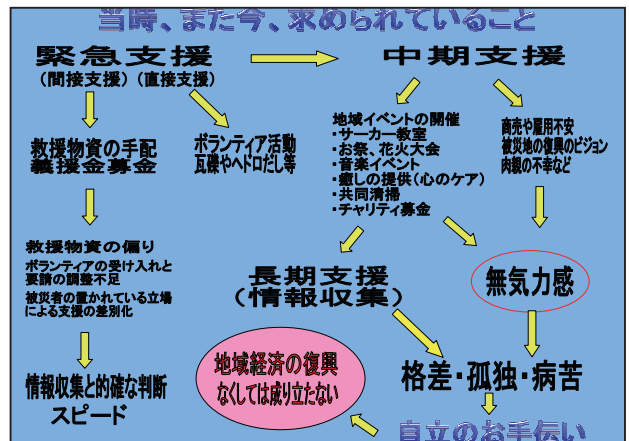 当時、また今、求められていること
緊急支援
(間接支援) (直接支援)
中期支援
救援物資の手配
義援金募金
ボランティア活動
瓦礫やヘドロだし等
地域イベントの開催
・サーカー教室
・お祭、花火大会
・音楽イベント
・癒しの提供(心のケア)
・共同清掃
・チャリティ募金
商売や雇用不安
被災地の復興のビジョン
肉親の不幸など
救援物資の偏り
ボランティアの受け入れと
要請の調整不足
被災者の置かれている立場
による支援の差別化
長期支援
(情報収集)
無気力感
情報収集と的確な判断
スピード
地域経済の復興
なくしては成り立たない
格差・孤独・病苦
自立のお手伝い